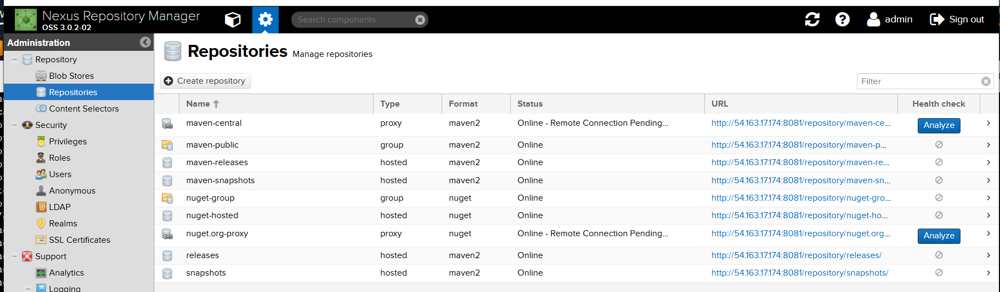 Nexus Repository Manager
OSS 3.0.2-02
Search components
admin
Sign out
Administration
Repository
Blob Stores
Repositories
Content Selectors
Security
Privileges
Roles
Users
Anonymous
LDAP
Realms
SSL Certificates
Support
Analytics
Logging
Repositories Manage repositories
Create repository
Filter
Name Type Format Status URL Health check
maven-central proxy maven2 Online - Remote Connection Pending... http://54.163.17.174:8081/repository/maven-ce... Analyze
maven-public group maven2 Online http://54.163.17.174:8081/repository/maven-p...
maven-releases hosted maven2 Online http://54.163.17.174:8081/repository/maven-re...
maven-snapshots hosted maven2 Online http://54.163.17.174:8081/repository/maven-sn...
nuget-group group nuget Online http://54.163.17.174:8081/repository/nuget-gro...
nuget-hosted hosted nuget Online http://54.163.17.174:8081/repository/nuget-ho...
nuget.org-proxy proxy nuget Online - Remote Connection Pending... http://54.163.17.174:8081/repository/nuget.org... Analyze
releases hosted maven2 Online http://54.163.17.174:8081/repository/releases/
snapshots hosted maven2 Online http://54.163.17.174:8081/repository/snapshots/